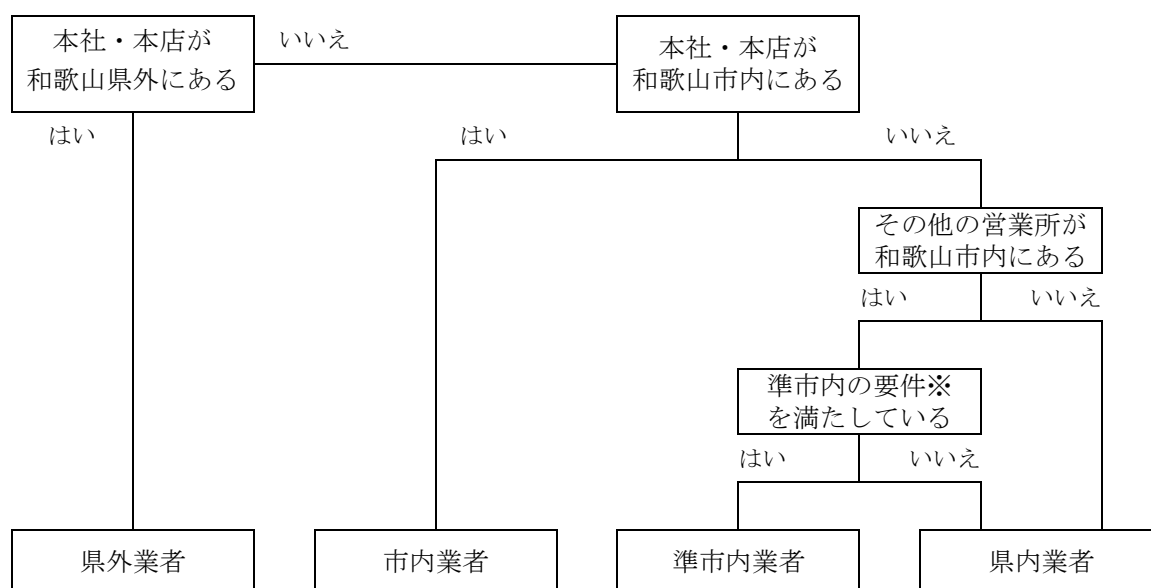 本社・本店が
和歌山県外にある
いいえ
本社・本店が
和歌山市内にある
はい
はい
いいえ
その他の営業所が
和歌山市内にある
はい
いいえ
準市内の要件※
を満たしている
はい
いいえ
県外業者
市内業者
準市内業者
県内業者